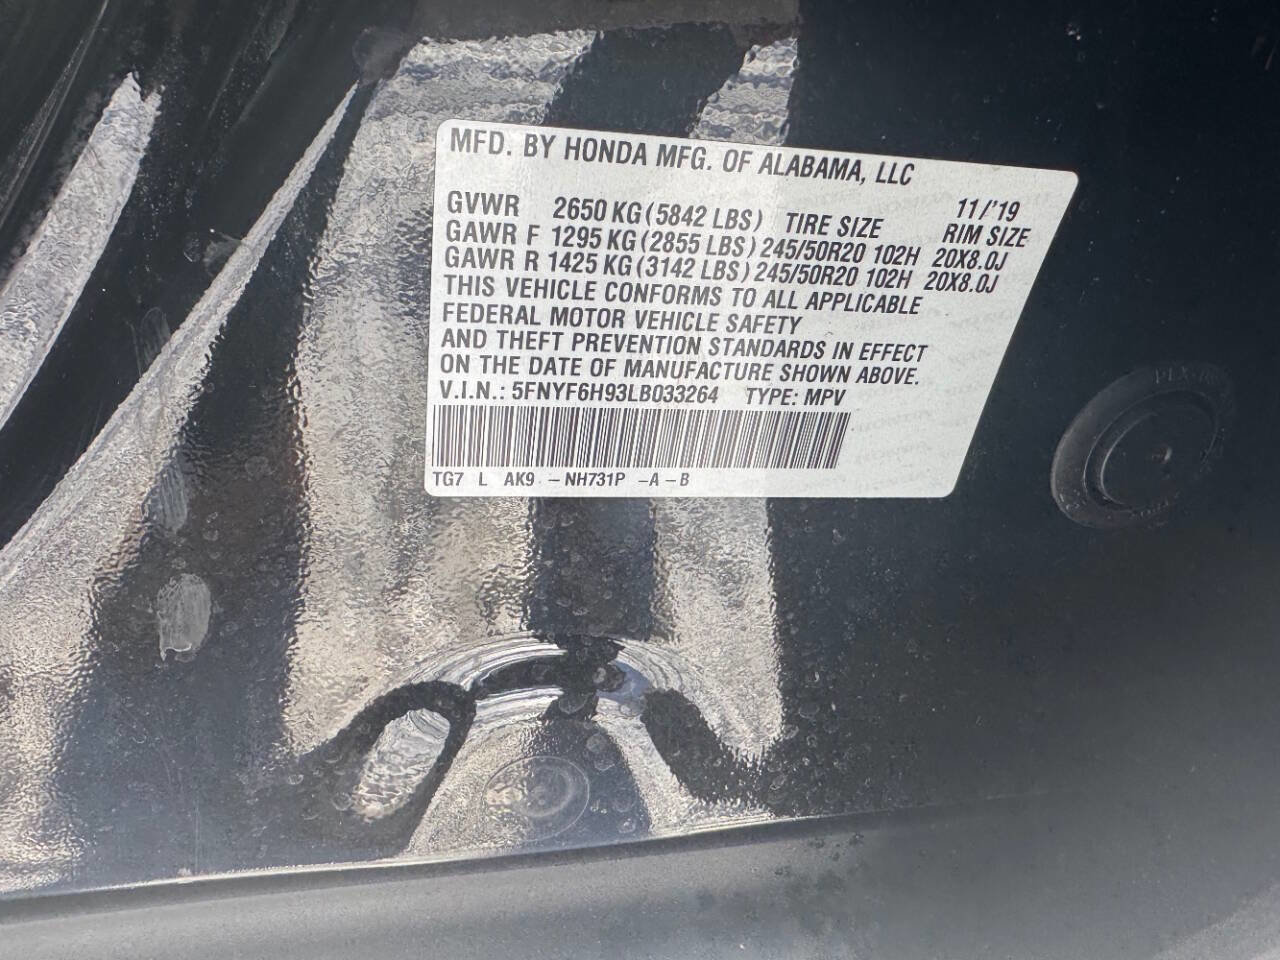 MFD. BY HONDA MFG. OF ALABAMA, LLC
11/'19
GVWR 2650 KG (5842 LBS) TIRE SIZE RIM SIZE
GAWR F 1295 KG (2855 LBS) 245/50R20 102H 20X8.0J
GAWR R 1425 KG (3142 LBS) 245/50R20 102H 20X8.0J
THIS VEHICLE CONFORMS TO ALL APPLICABLE
FEDERAL MOTOR VEHICLE SAFETY
AND THEFT PREVENTION STANDARDS IN EFFECT
ON THE DATE OF MANUFACTURE SHOWN ABOVE.
V.I.N.: 5FNYF6H93LB033264 TYPE: MPV
TG7 L AK9 - NH731P - A - B